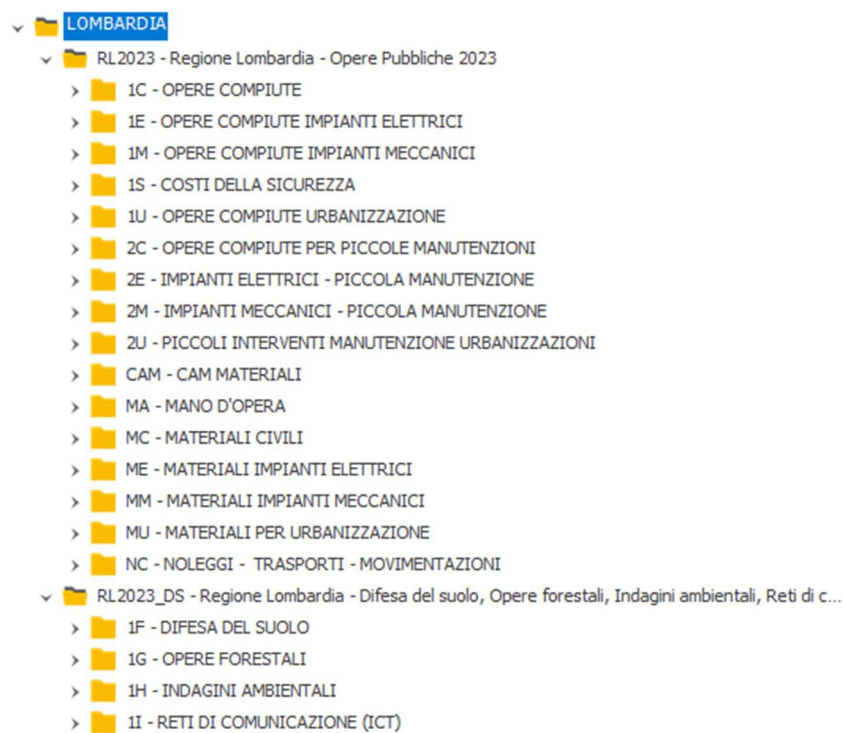 LOMBARDIA
RL2023 - Regione Lombardia - Opere Pubbliche 2023
1C - OPERE COMPIUTE
1E - OPERE COMPIUTE IMPIANTI ELETTRICI
1M - OPERE COMPIUTE IMPIANTI MECCANICI
1S - COSTI DELLA SICUREZZA
1U - OPERE COMPIUTE URBANIZZAZIONE
2C - OPERE COMPIUTE PER PICCOLE MANUTENZIONI
2E - IMPIANTI ELETTRICI - PICCOLA MANUTENZIONE
2M - IMPIANTI MECCANICI - PICCOLA MANUTENZIONE
2U - PICCOLI INTERVENTI MANUTENZIONE URBANIZZAZIONI
CAM - CAM MATERIALI
MA - MANO D'OPERA
MC - MATERIALI CIVILI
ME - MATERIALI IMPIANTI ELETTRICI
MM - MATERIALI IMPIANTI MECCANICI
MU - MATERIALI PER URBANIZZAZIONE
NC - NOLEGGI - TRASPORTI - MOVIMENTAZIONI
RL2023_DS - Regione Lombardia - Difesa del suolo, Opere forestali, Indagini ambientali, Reti di c...
1F - DIFESA DEL SUOLO
1G - OPERE FORESTALI
1H - INDAGINI AMBIENTALI
1I - RETI DI COMUNICAZIONE (ICT)